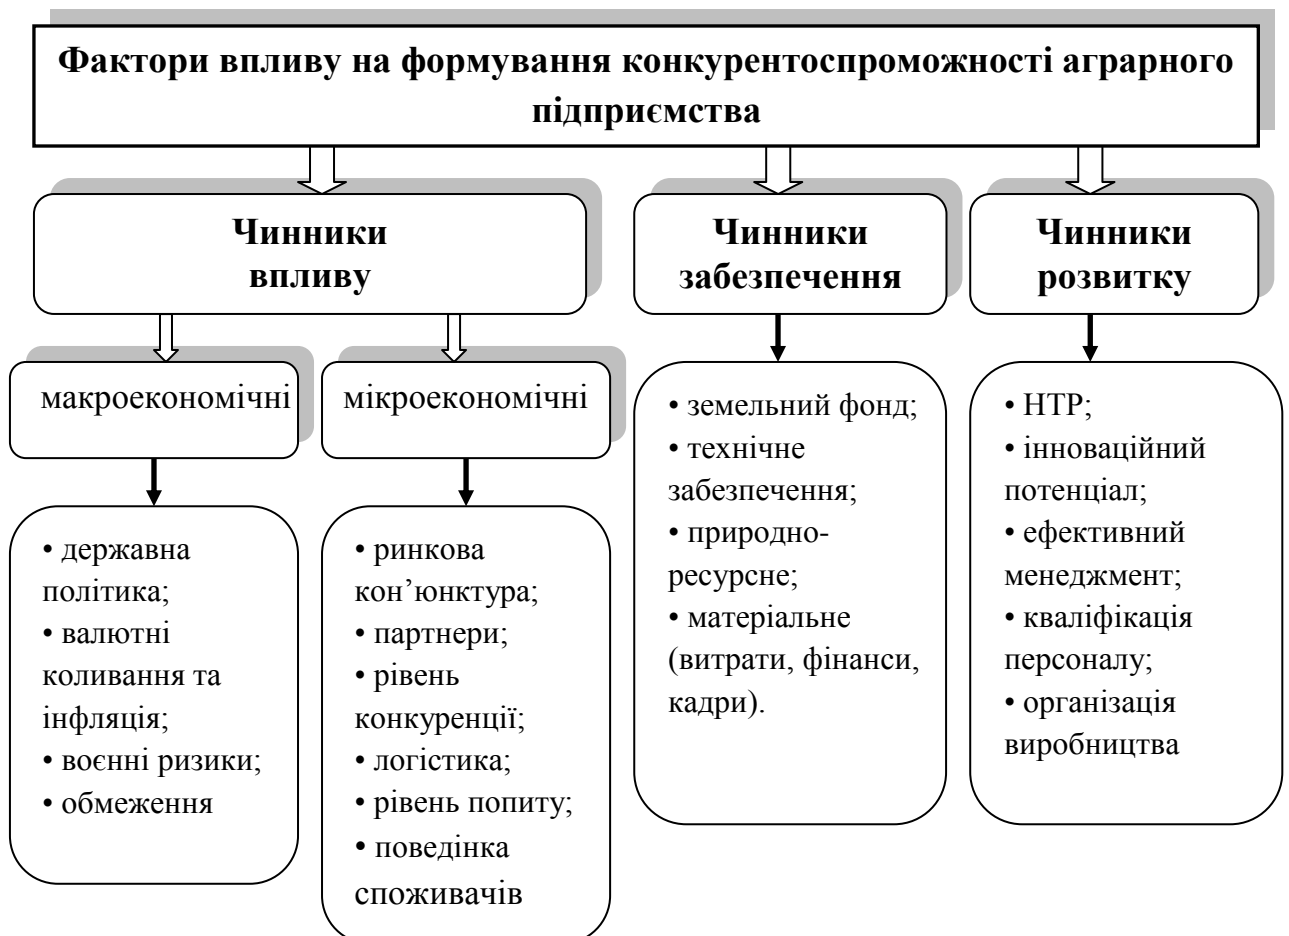 Фактори впливу на формування конкурентоспроможності аграрного
підприємства
Чинники
впливу
Чинники
забезпечення
Чинники
розвитку
макроекономічні
мікроекономічні
• державна
політика;
• валютні
коливання та
інфляція;
• воєнні ризики;
• обмеження
• ринкова
кон’юнктура;
• партнери;
• рівень
конкуренції;
• логістика;
• рівень попиту;
• поведінка
споживачів
• земельний фонд;
• технічне
забезпечення;
• природно-
ресурсне;
• матеріальне
(витрати, фінанси,
кадри).
• НТР;
• інноваційний
потенціал;
• ефективний
менеджмент;
• кваліфікація
персоналу;
• організація
виробництва